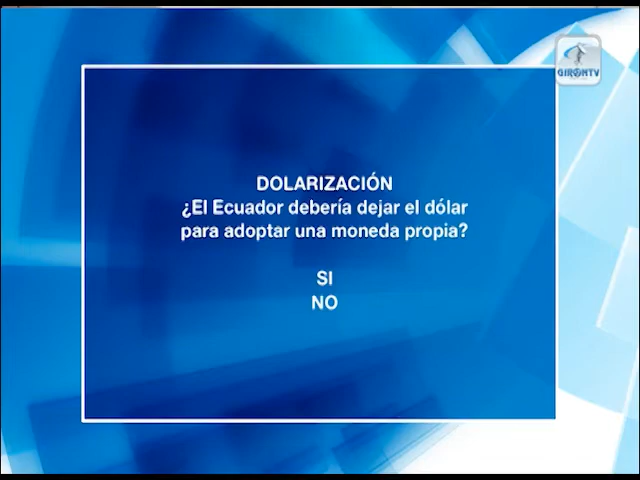 GIRONTV
DOLARIZACIÓN
¿El Ecuador debería dejar el dólar
para adoptar una moneda propia?
SI
NO